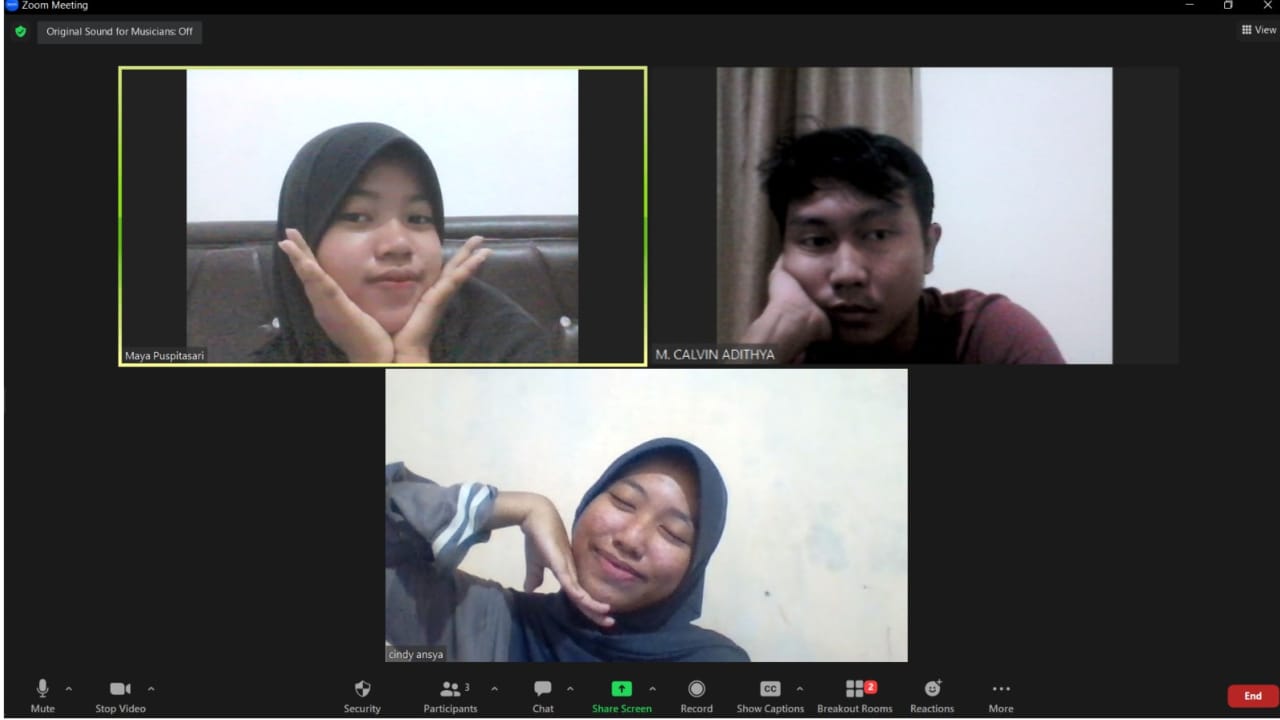 Zoom Meeting
Original Sound for Musicians: Off
View
Maya Puspitasari
M. CALVIN ADITHYA
cindy ansya
Mute
Stop Video
Security
3
Participants
Chat
Share Screen
Record
CC
Show Captions
2
Breakout Rooms
Reactions
More
End